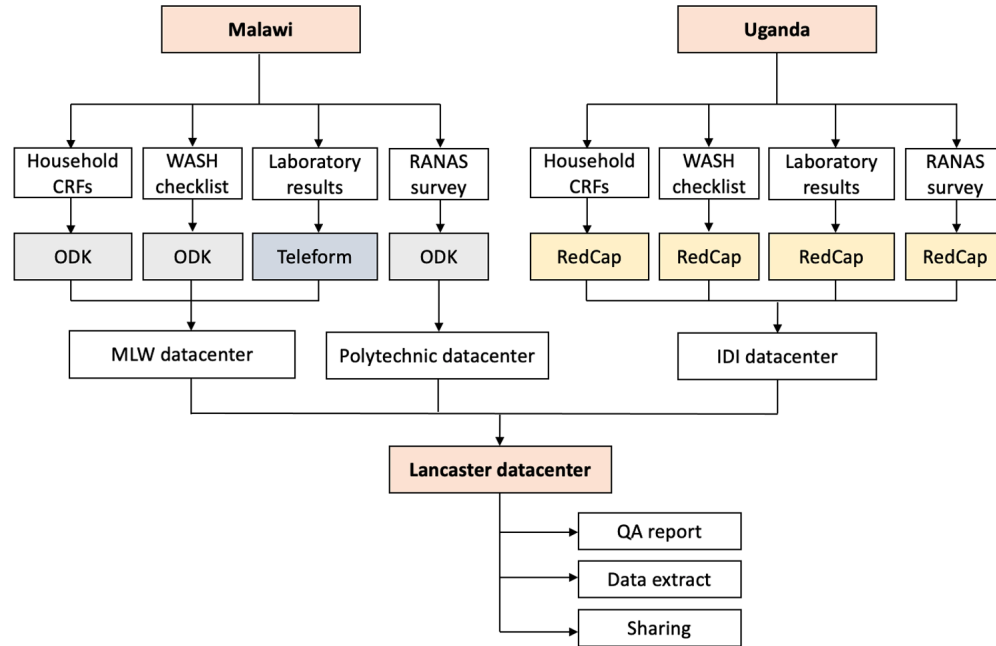 Malawi
Uganda
Household
CRFs
WASH
checklist
Laboratory
results
RANAS
survey
Household
CRFs
WASH
checklist
Laboratory
results
RANAS
survey
ODK
ODK
Teleform
ODK
RedCap
RedCap
RedCap
RedCap
MLW datacenter
Polytechnic datacenter
IDI datacenter
Lancaster datacenter
QA report
Data extract
Sharing